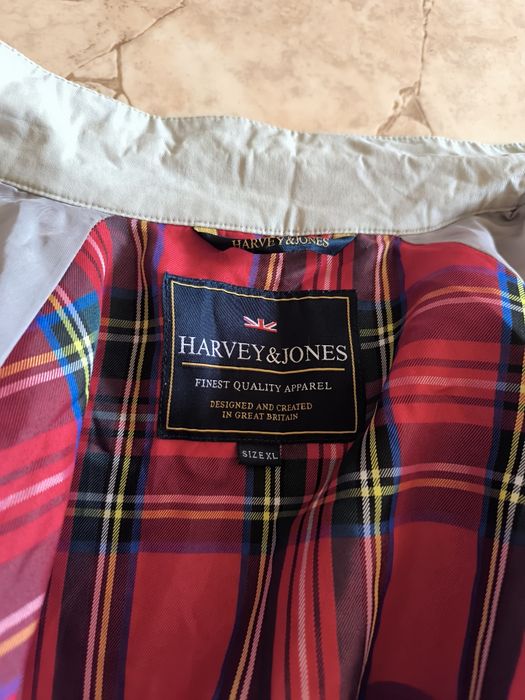 HARVEY&JONES
HARVEY&JONES
FINEST QUALITY APPAREL
DESIGNED AND CREATED
IN GREAT BRITAIN
SIZE XL